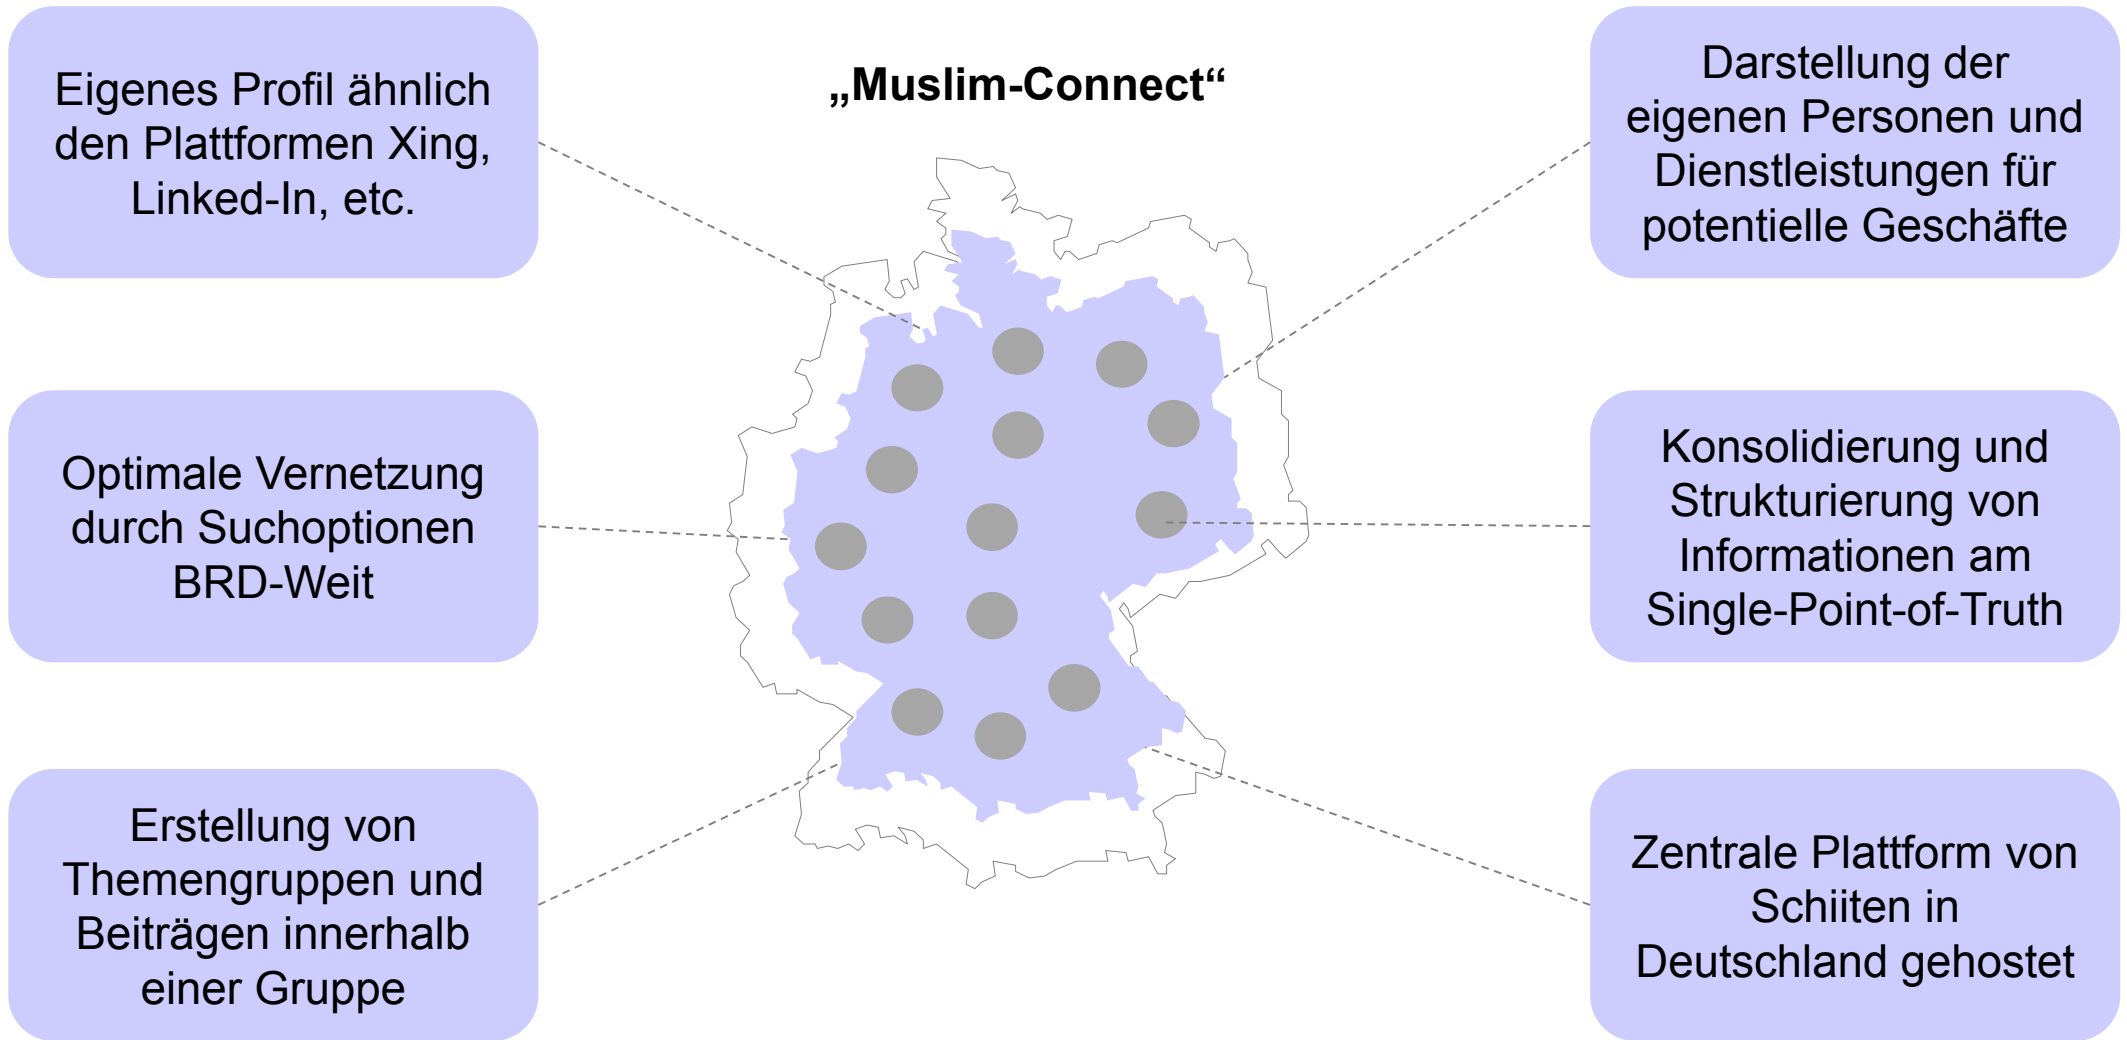 „Muslim-Connect“
Eigenes Profil ähnlich
den Plattformen Xing,
Linked-In, etc.
Optimale Vernetzung
durch Suchoptionen
BRD-Weit
Erstellung von
Themengruppen und
Beiträgen innerhalb
einer Gruppe
Darstellung der
eigenen Personen und
Dienstleistungen für
potentielle Geschäfte
Konsolidierung und
Strukturierung von
Informationen am
Single-Point-of-Truth
Zentrale Plattform von
Schiiten in
Deutschland gehostet